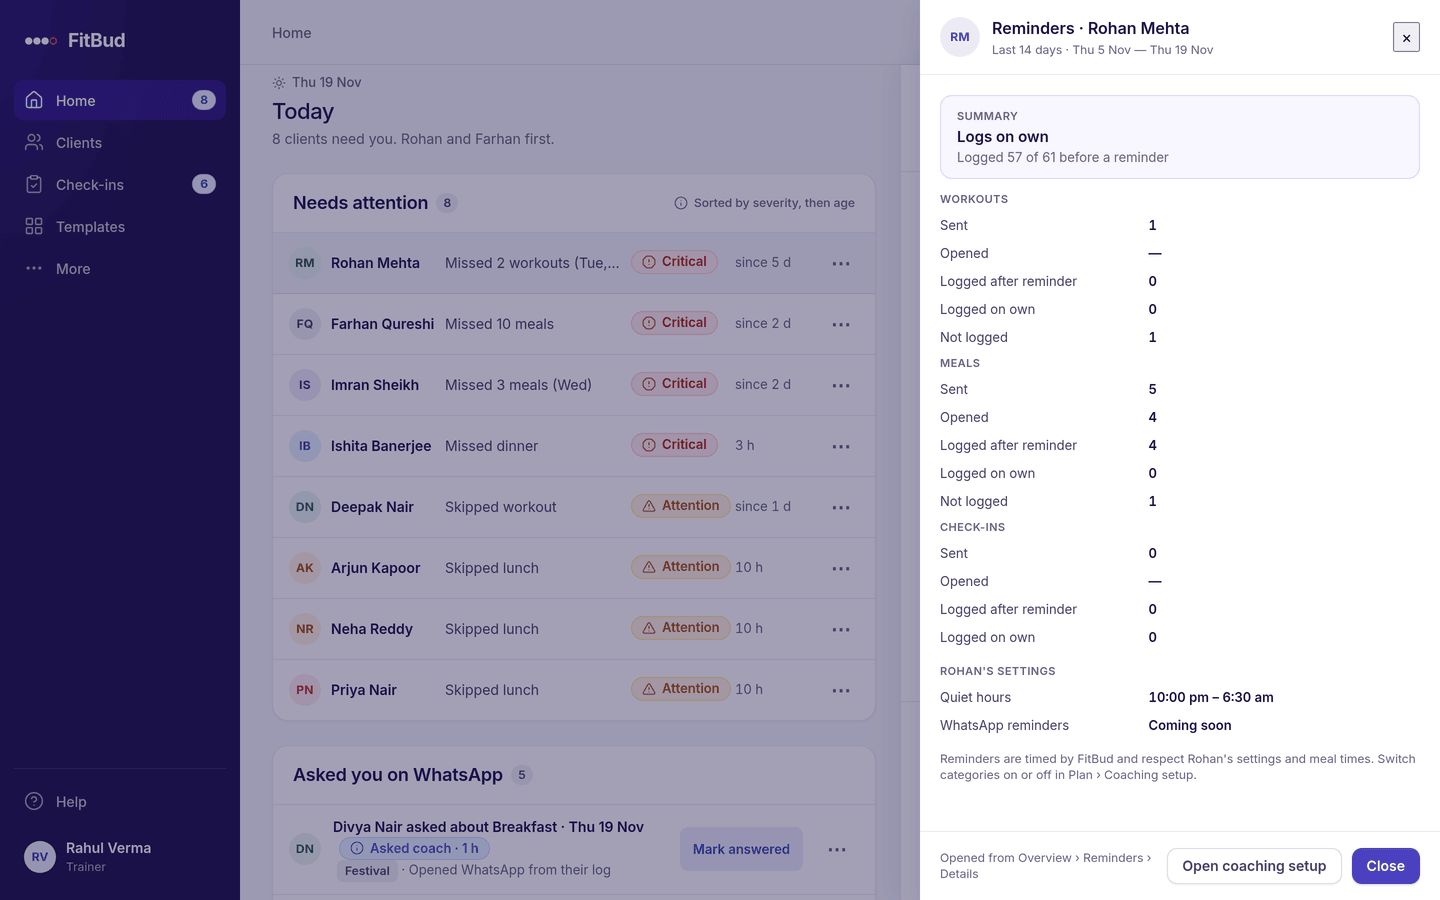 FitBud
Home 8
Clients
Check-ins 6
Templates
More
Help
RV
Rahul Verma
Trainer
Home
Thu 19 Nov
Today
8 clients need you. Rohan and Farhan first.
Needs attention 8
Sorted by severity, then age
RM Rohan Mehta Missed 2 workouts (Tue,... Critical since 5 d
FQ Farhan Qureshi Missed 10 meals Critical since 2 d
IS Imran Sheikh Missed 3 meals (Wed) Critical since 2 d
IB Ishita Banerjee Missed dinner Critical 3 h
DN Deepak Nair Skipped workout Attention since 1 d
AK Arjun Kapoor Skipped lunch Attention 10 h
NR Neha Reddy Skipped lunch Attention 10 h
PN Priya Nair Skipped lunch Attention 10 h
Asked you on WhatsApp 5
DN
Divya Nair asked about Breakfast · Thu 19 Nov
Asked coach · 1 h
Festival · Opened WhatsApp from their log
Mark answered
RM
Reminders · Rohan Mehta
Last 14 days · Thu 5 Nov — Thu 19 Nov
×
SUMMARY
Logs on own
Logged 57 of 61 before a reminder
WORKOUTS
Sent 1
Opened —
Logged after reminder 0
Logged on own 0
Not logged 1
MEALS
Sent 5
Opened 4
Logged after reminder 4
Logged on own 0
Not logged 1
CHECK-INS
Sent 0
Opened —
Logged after reminder 0
Logged on own 0
ROHAN'S SETTINGS
Quiet hours 10:00 pm – 6:30 am
WhatsApp reminders Coming soon
Reminders are timed by FitBud and respect Rohan's settings and meal times. Switch
categories on or off in Plan › Coaching setup.
Opened from Overview › Reminders ›
Details
Open coaching setup
Close